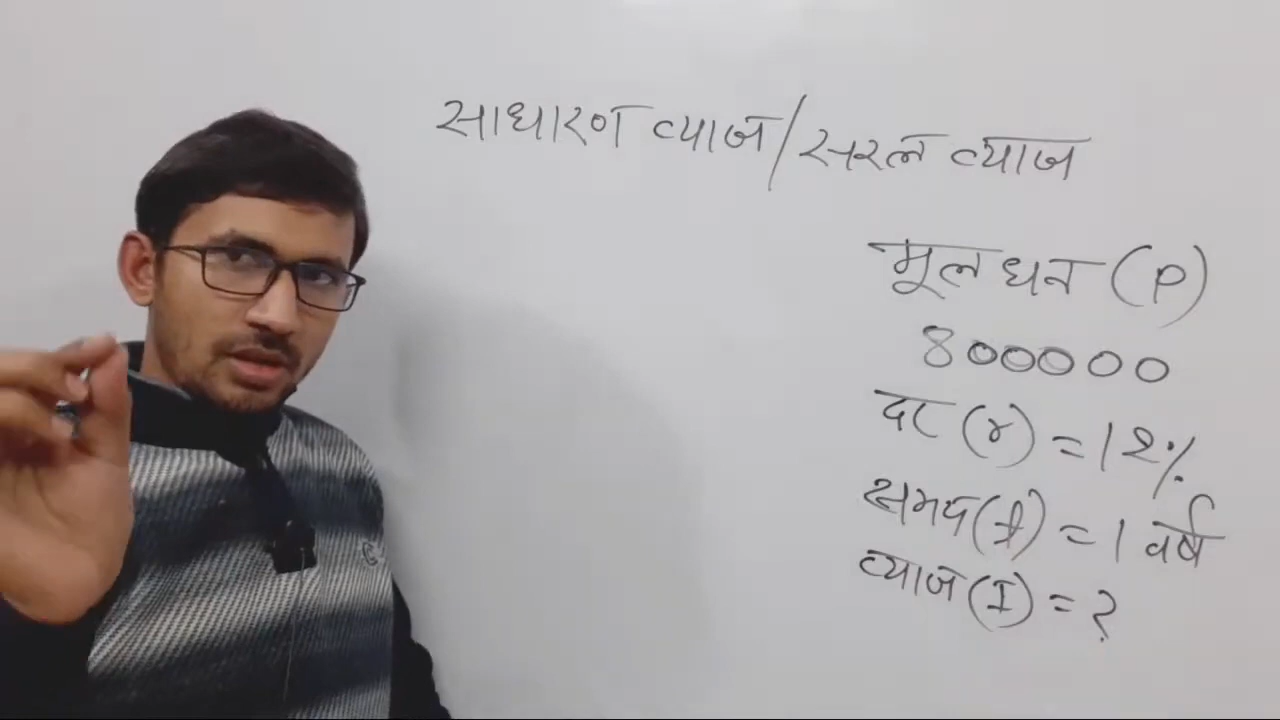 साधारण व्याज/सरल व्याज
मूलधन (P)
800000
दर (r) = 12%
समय (t) = 1 वर्ष
व्याज (I) = ?